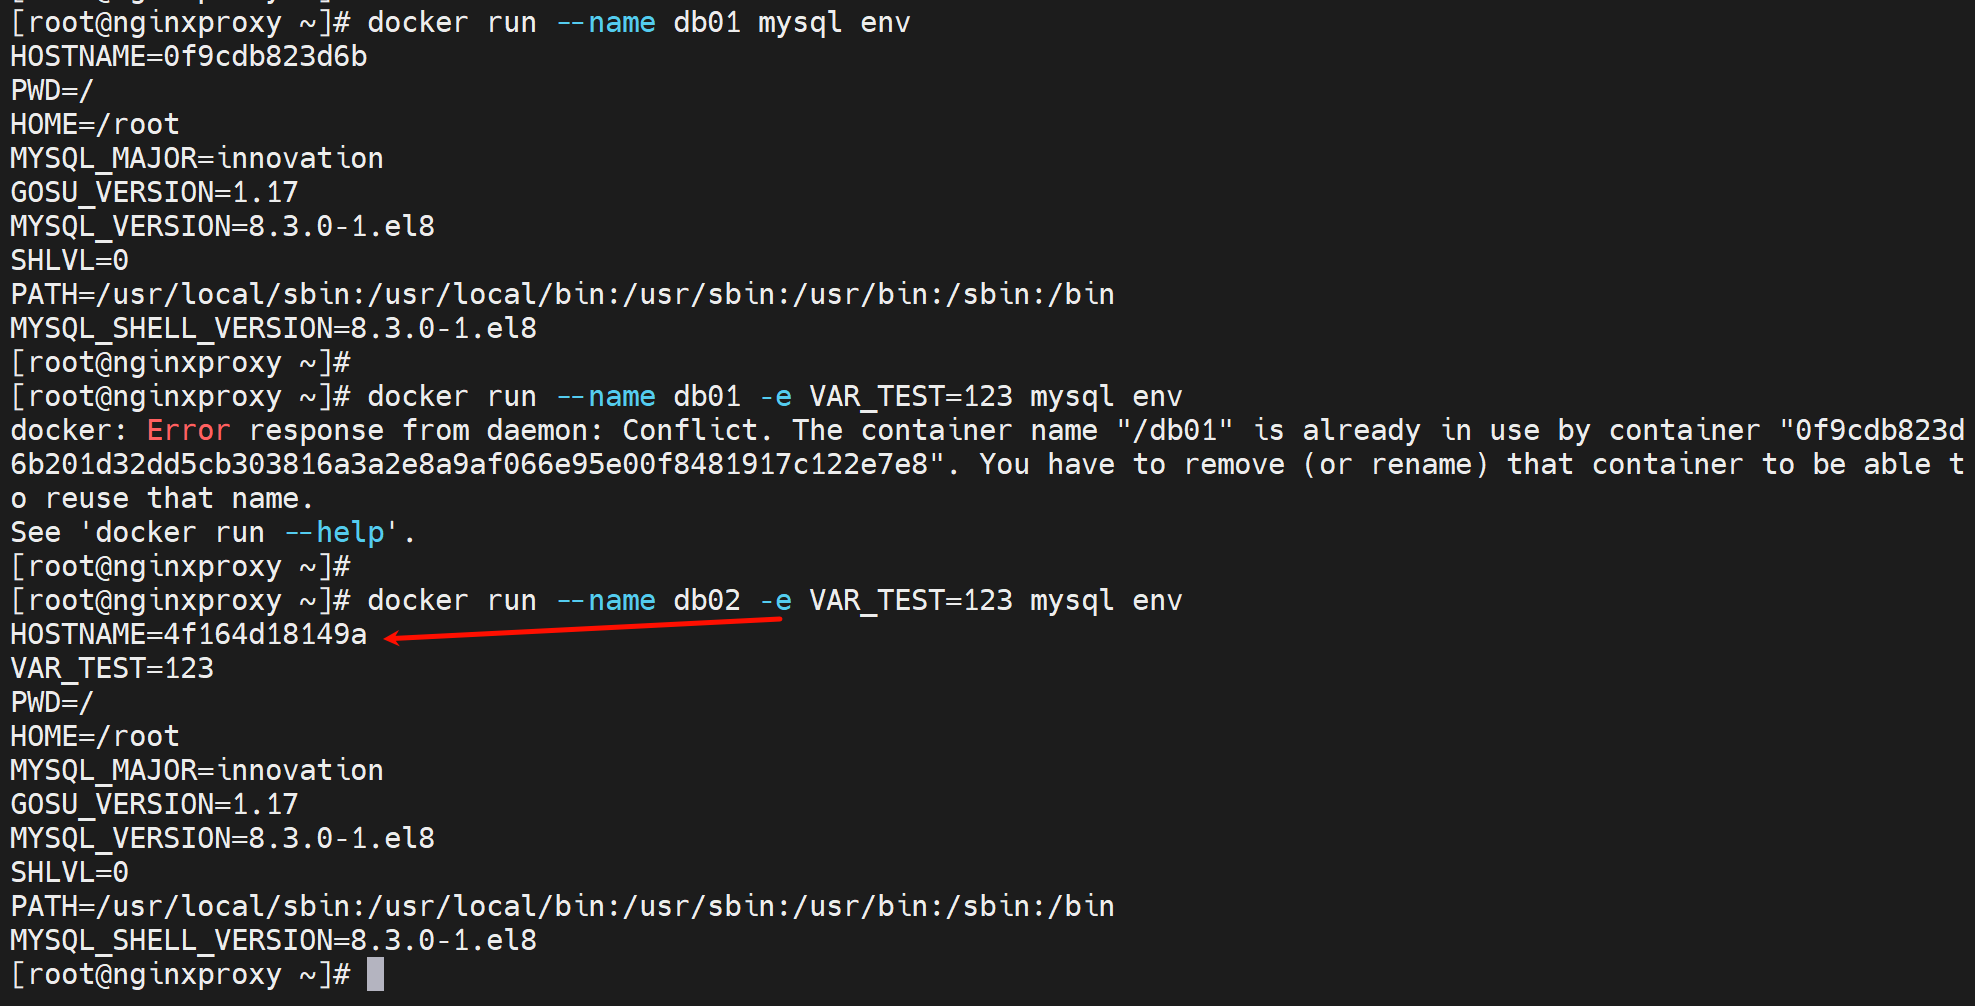 [root@nginxproxy ~]# docker run --name db01 mysql env
HOSTNAME=0f9cdb823d6b
PWD=/
HOME=/root
MYSQL_MAJOR=innovation
GOSU_VERSION=1.17
MYSQL_VERSION=8.3.0-1.el8
SHLVL=0
PATH=/usr/local/sbin:/usr/local/bin:/usr/sbin:/usr/bin:/sbin:/bin
MYSQL_SHELL_VERSION=8.3.0-1.el8
[root@nginxproxy ~]#
[root@nginxproxy ~]# docker run --name db01 -e VAR_TEST=123 mysql env
docker: Error response from daemon: Conflict. The container name "/db01" is already in use by container "0f9cdb823d
6b201d32dd5cb303816a3a2e8a9af066e95e00f8481917c122e7e8". You have to remove (or rename) that container to be able t
o reuse that name.
See 'docker run --help'.
[root@nginxproxy ~]#
[root@nginxproxy ~]# docker run --name db02 -e VAR_TEST=123 mysql env
HOSTNAME=4f164d18149a
VAR_TEST=123
PWD=/
HOME=/root
MYSQL_MAJOR=innovation
GOSU_VERSION=1.17
MYSQL_VERSION=8.3.0-1.el8
SHLVL=0
PATH=/usr/local/sbin:/usr/local/bin:/usr/sbin:/usr/bin:/sbin:/bin
MYSQL_SHELL_VERSION=8.3.0-1.el8
[root@nginxproxy ~]#